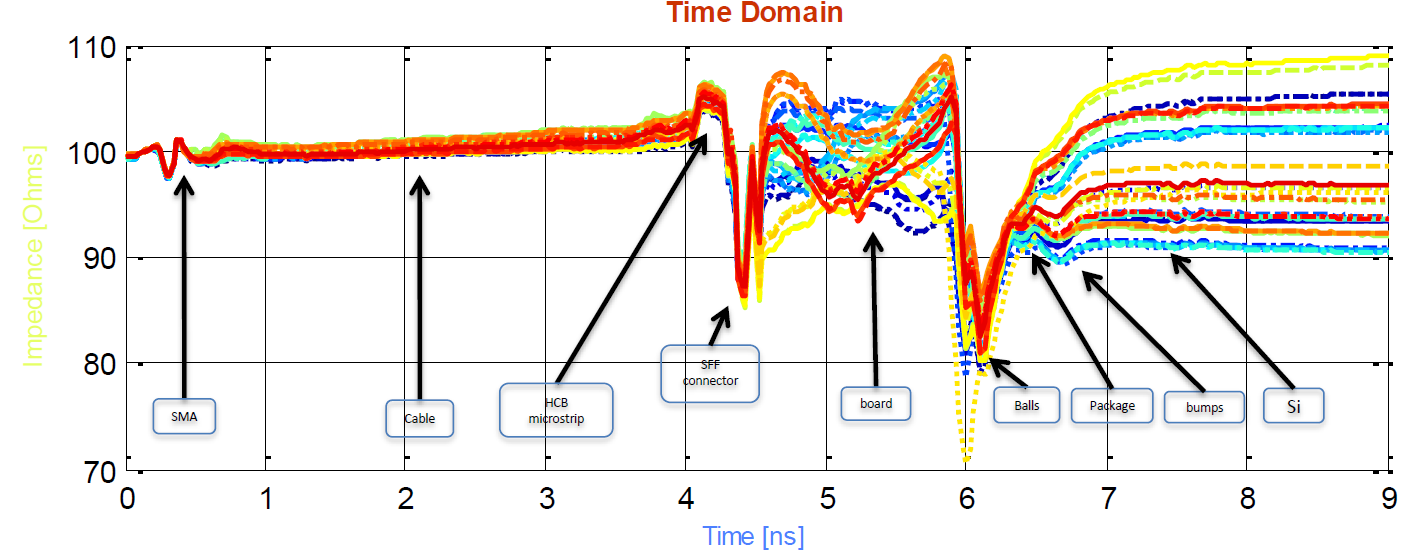 Time Domain
110
100
90
80
70
Impedance [Ohms]
SMA
Cable
HCB
microstrip
SFF
connector
board
Balls
Package
bumps
Si
0 1 2 3 4 5 6 7 8 9
Time [ns]